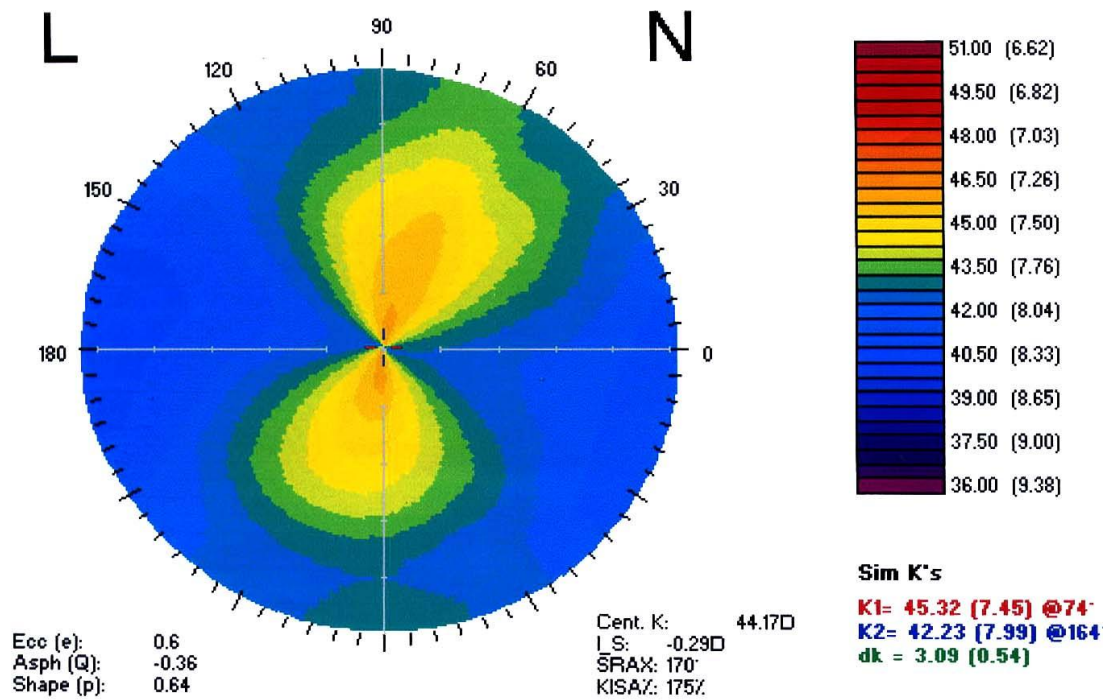 L
N
90
120
60
150
30
180
0
51.00 (6.62)
49.50 (6.82)
48.00 (7.03)
46.50 (7.26)
45.00 (7.50)
43.50 (7.76)
42.00 (8.04)
40.50 (8.33)
39.00 (8.65)
37.50 (9.00)
36.00 (9.38)
Sim K's
K1= 45.32 (7.45) @74°
K2= 42.23 (7.99) @164°
dk = 3.09 (0.54)
Ecc (e): 0.6
Asph (Q): -0.36
Shape (p): 0.64
Cent. K: 44.17D
I_S: -0.29D
SRAX: 170°
KISA%: 175%